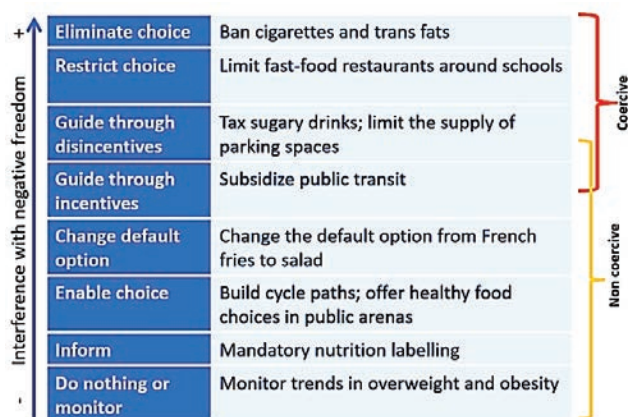 +
Interference with negative freedom
-
Eliminate choice
Ban cigarettes and trans fats
Restrict choice
Limit fast-food restaurants around schools
Guide through
disincentives
Tax sugary drinks; limit the supply of
parking spaces
Guide through
incentives
Subsidize public transit
Change default
option
Change the default option from French
fries to salad
Enable choice
Build cycle paths; offer healthy food
choices in public arenas
Inform
Mandatory nutrition labelling
Do nothing or
monitor
Monitor trends in overweight and obesity
Coercive
Non coercive